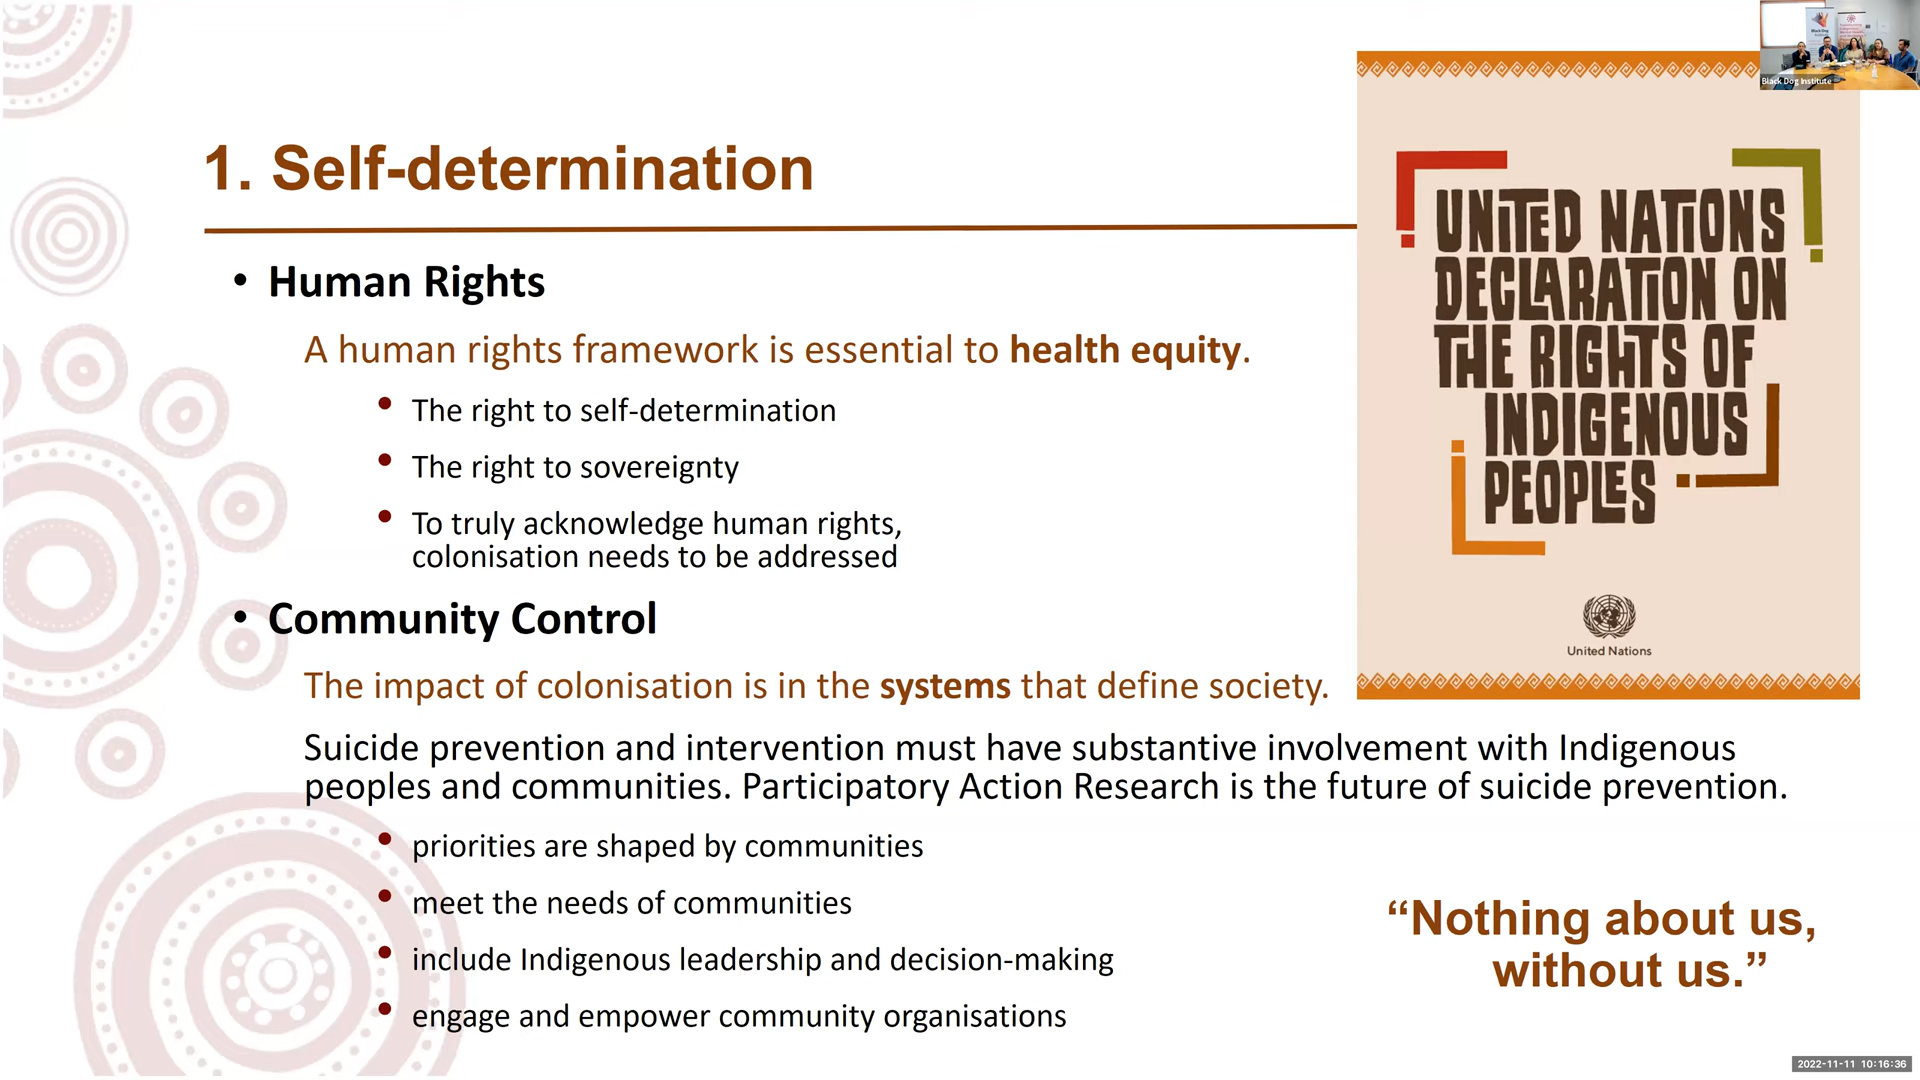 1. Self-determination
• Human Rights
A human rights framework is essential to health equity.
• The right to self-determination
• The right to sovereignty
• To truly acknowledge human rights,
colonisation needs to be addressed
• Community Control
The impact of colonisation is in the systems that define society.
Suicide prevention and intervention must have substantive involvement with Indigenous
peoples and communities. Participatory Action Research is the future of suicide prevention.
• priorities are shaped by communities
• meet the needs of communities
• include Indigenous leadership and decision-making
• engage and empower community organisations
UNITED NATIONS
DECLARATION ON
THE RIGHTS OF
INDIGENOUS
PEOPLES
United Nations
“Nothing about us,
without us.”
Black Dog Institute
2022-11-11 10:16:36